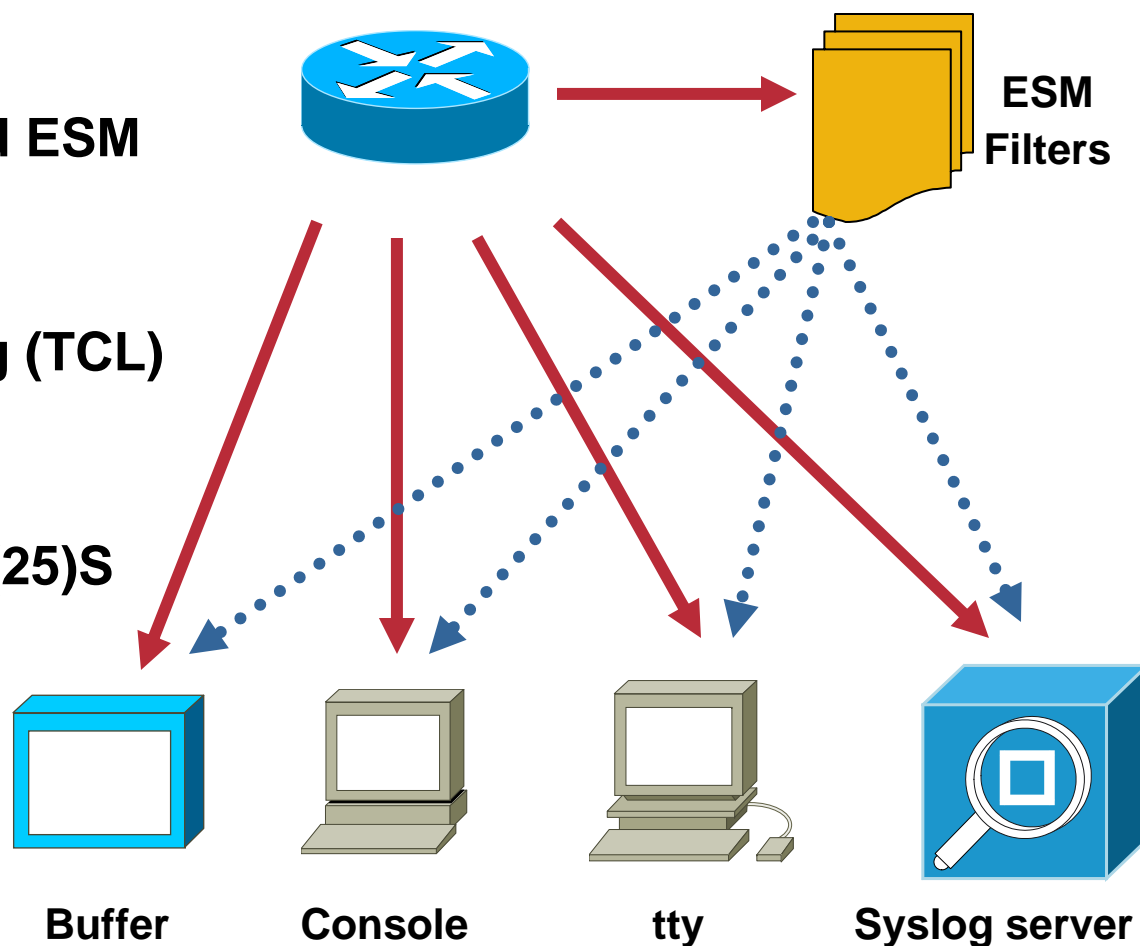 ESM
Filters
ESM
g (TCL)
25)S
Buffer
Console
tty
Syslog server